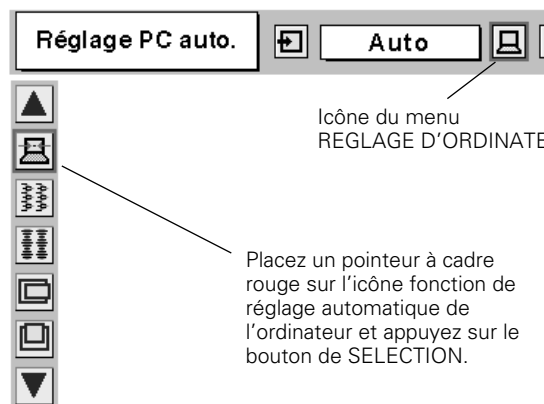 Réglage PC auto.
Auto
Icône du menu
REGLAGE D'ORDINATE
Placez un pointeur à cadre
rouge sur l'icône fonction de
réglage automatique de
l'ordinateur et appuyez sur le
bouton de SELECTION.